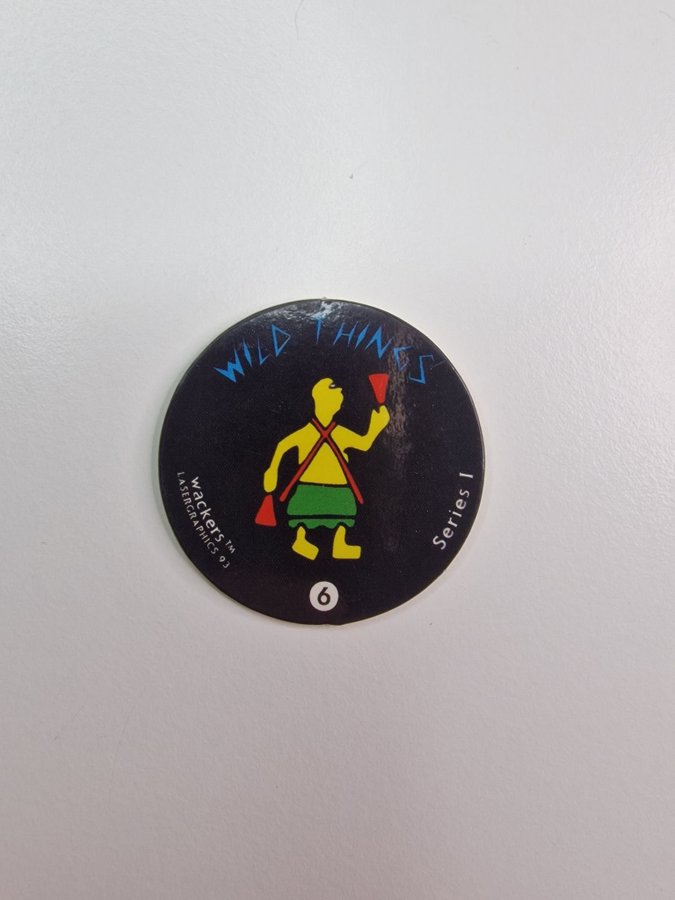 WILD THINGS
wackers™
LASERGRAPHICS 93
Series I
6